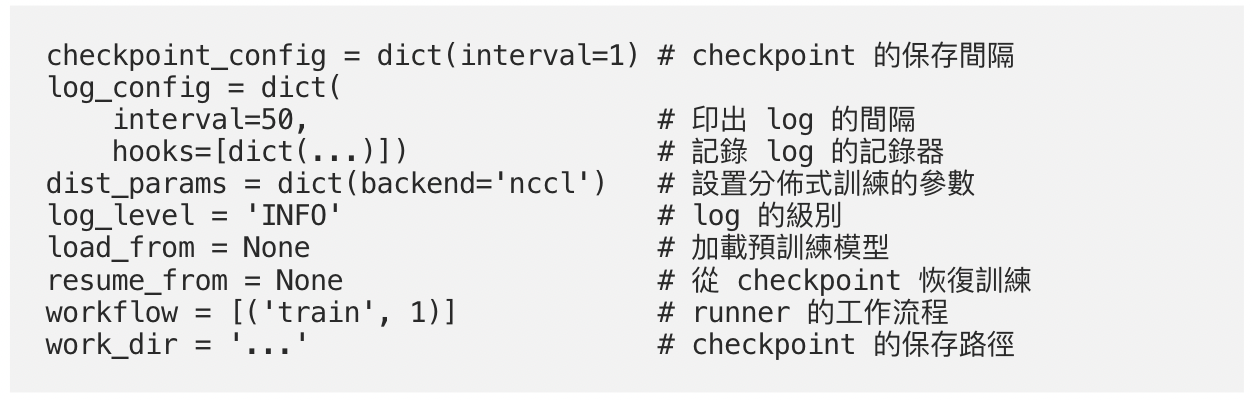 checkpoint_config = dict(interval=1) # checkpoint 的保存間隔
log_config = dict(
    interval=50,                     # 印出 log 的間隔
    hooks=[dict(...)])               # 記錄 log 的記錄器
dist_params = dict(backend='nccl')   # 設置分佈式訓練的參數
log_level = 'INFO'                   # log 的級別
load_from = None                     # 加載預訓練模型
resume_from = None                   # 從 checkpoint 恢復訓練
workflow = [('train', 1)]            # runner 的工作流程
work_dir = '...'                     # checkpoint 的保存路徑